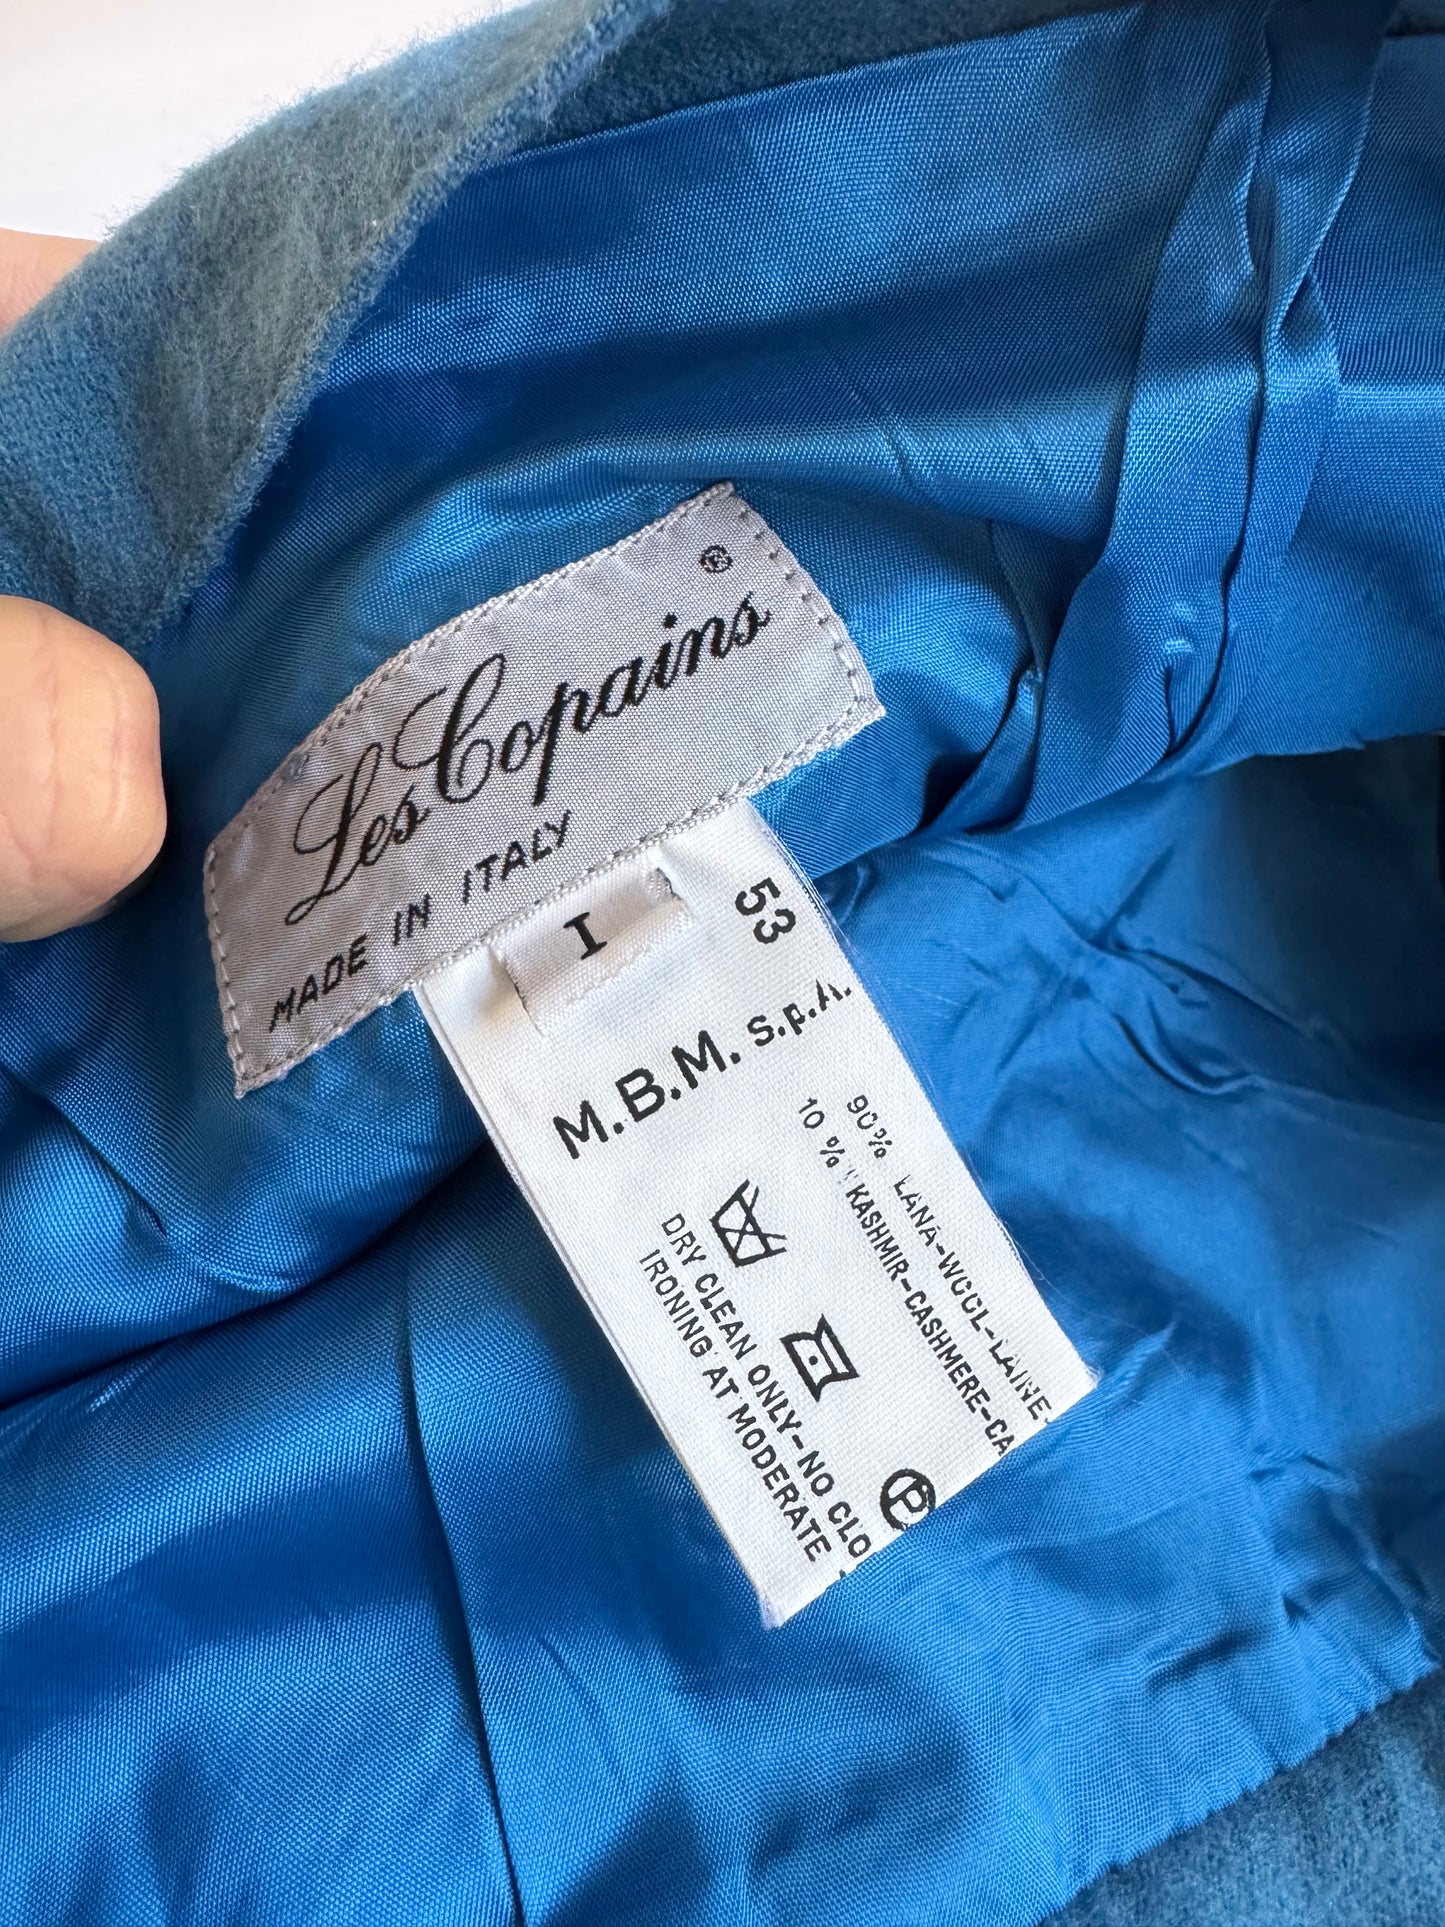 ®
Les Copains
MADE IN ITALY
I
53
M.B.M. S.p.A.
90% LANA-WOOL-LAINE-
10% KASHMIR-CASHMERE-CA
P
DRY CLEAN ONLY-NO CLO
IRONING AT MODERATE